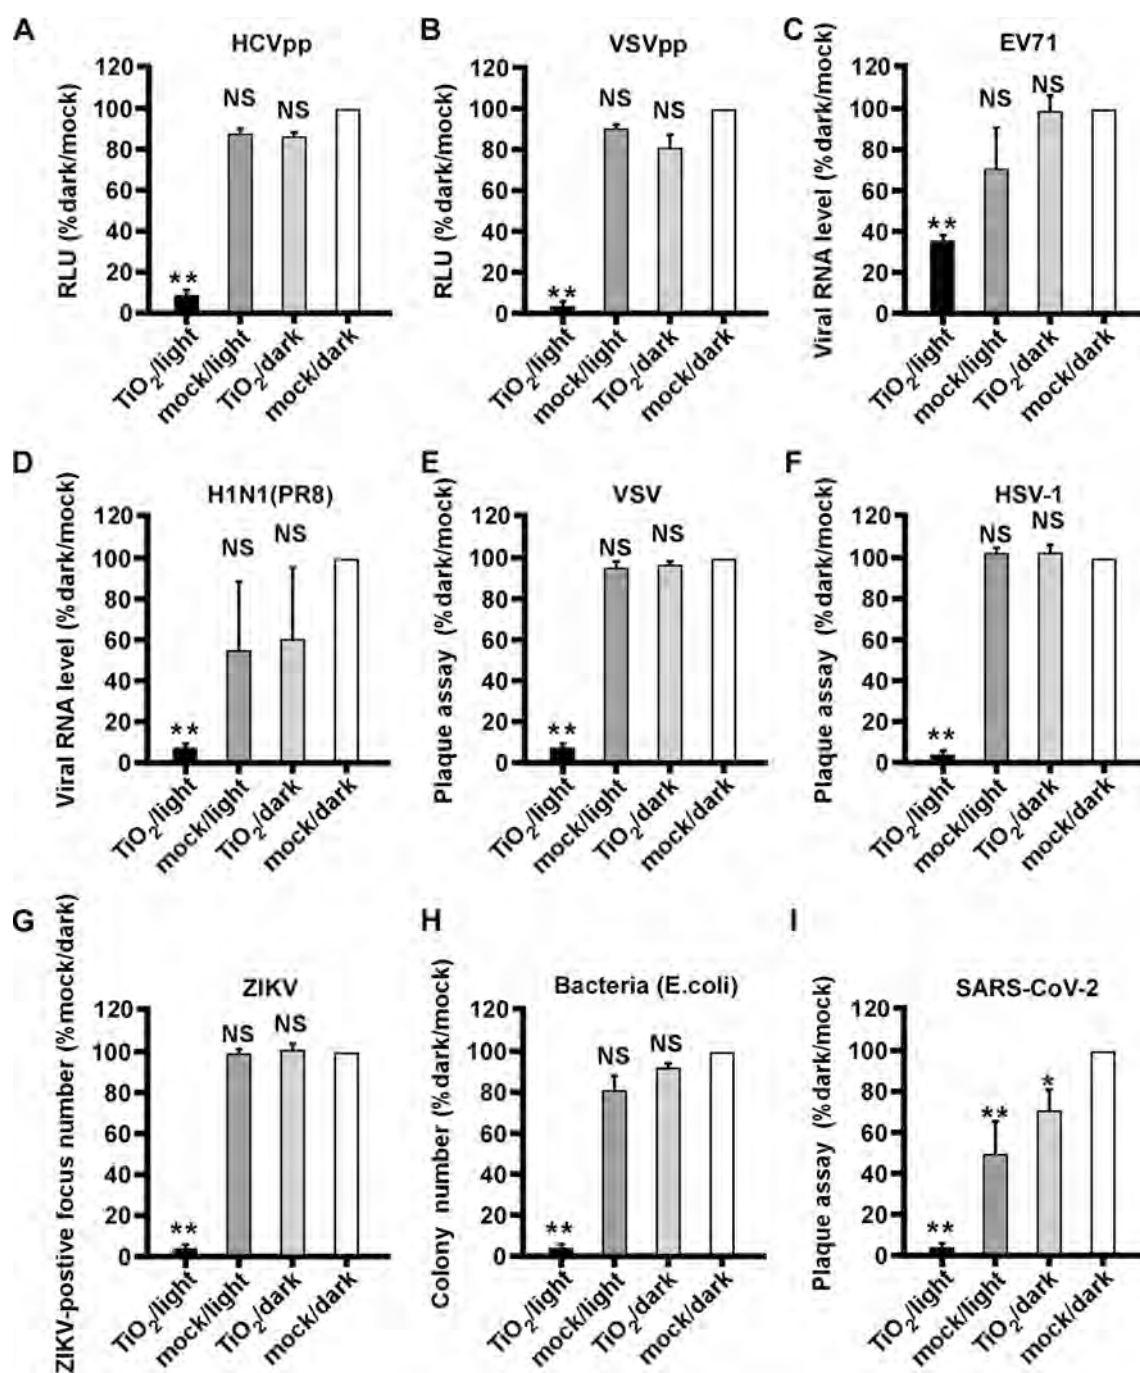 A
HCVpp
RLU (%dark/mock)
120
100
80
60
40
20
0
**
NS
NS
TiO2/light
mock/light
TiO2/dark
mock/dark
B
VSVpp
RLU (%dark/mock)
120
100
80
60
40
20
0
**
NS
NS
TiO2/light
mock/light
TiO2/dark
mock/dark
C
EV71
Viral RNA level (%dark/mock)
120
100
80
60
40
20
0
**
NS
NS
TiO2/light
mock/light
TiO2/dark
mock/dark
D
H1N1(PR8)
Viral RNA level (%dark/mock)
120
100
80
60
40
20
0
**
NS
NS
TiO2/light
mock/light
TiO2/dark
mock/dark
E
VSV
Plaque assay (%dark/mock)
120
100
80
60
40
20
0
**
NS
NS
TiO2/light
mock/light
TiO2/dark
mock/dark
F
HSV-1
Plaque assay (%dark/mock)
120
100
80
60
40
20
0
**
NS
NS
TiO2/light
mock/light
TiO2/dark
mock/dark
G
ZIKV
ZIKV-postive focus number (%mock/dark)
120
100
80
60
40
20
0
**
NS
NS
TiO2/light
mock/light
TiO2/dark
mock/dark
H
Bacteria (E.coli)
Colony number (%dark/mock)
120
100
80
60
40
20
0
**
NS
NS
TiO2/light
mock/light
TiO2/dark
mock/dark
I
SARS-CoV-2
Plaque assay (%dark/mock)
120
100
80
60
40
20
0
**
**
*
TiO2/light
mock/light
TiO2/dark
mock/dark